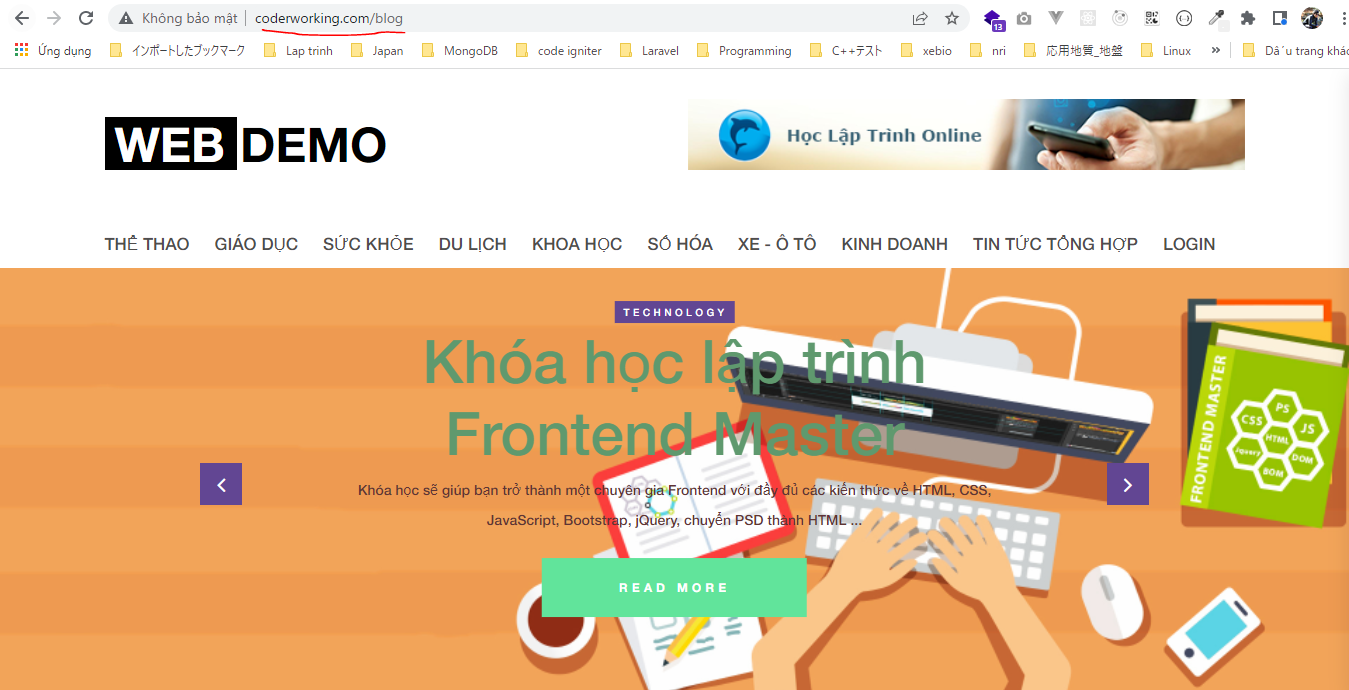 Không bảo mật coderworking.com/blog
13
Ứng dụng インポートしたブックマーク Lap trinh Japan MongoDB code igniter Laravel Programming C++テスト xebio nri 応用地質_地盤 Linux » Dấu trang khác
WEB DEMO
Học Lập Trình Online
THỂ THAO GIÁO DỤC SỨC KHỎE DU LỊCH KHOA HỌC SỐ HÓA XE - Ô TÔ KINH DOANH TIN TỨC TỔNG HỢP LOGIN
TECHNOLOGY
Khóa học lập trình
Frontend Master
Khóa học sẽ giúp bạn trở thành một chuyên gia Frontend với đầy đủ các kiến thức về HTML, CSS,
JavaScript, Bootstrap, jQuery, chuyển PSD thành HTML ...
READ MORE
FRONTEND MASTER
PS
CSS
JS
HTML
jquery
DOM
BOM